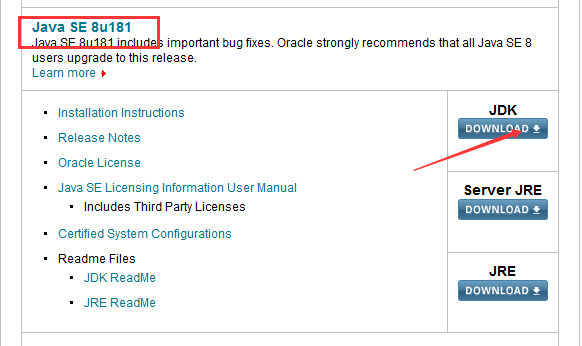 Java SE 8u181
Java SE 8u181 includes important bug fixes. Oracle strongly recommends that all Java SE 8
users upgrade to this release.
Learn more
Installation Instructions
Release Notes
Oracle License
Java SE Licensing Information User Manual
Includes Third Party Licenses
Certified System Configurations
Readme Files
JDK ReadMe
JRE ReadMe
JDK
DOWNLOAD
Server JRE
DOWNLOAD
JRE
DOWNLOAD